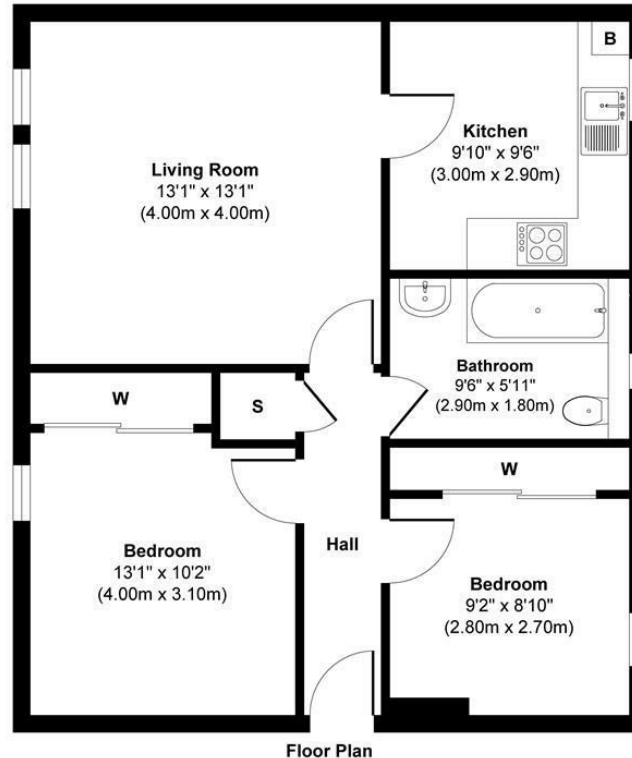 Living Room
13'1" x 13'1"
(4.00m x 4.00m)
B
Kitchen
9'10" x 9'6"
(3.00m x 2.90m)
Bathroom
9'6" x 5'11"
(2.90m x 1.80m)
W
S
W
Hall
Bedroom
13'1" x 10'2"
(4.00m x 3.10m)
Bedroom
9'2" x 8'10"
(2.80m x 2.70m)
Floor Plan